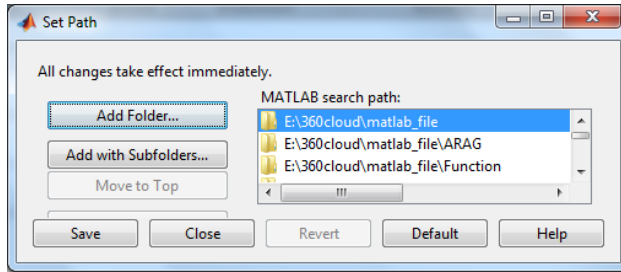 Set Path
All changes take effect immediately.
Add Folder...
Add with Subfolders...
Move to Top
MATLAB search path:
E:\360cloud\matlab_file
E:\360cloud\matlab_file\ARAG
E:\360cloud\matlab_file\Function
Save Close Revert Default Help